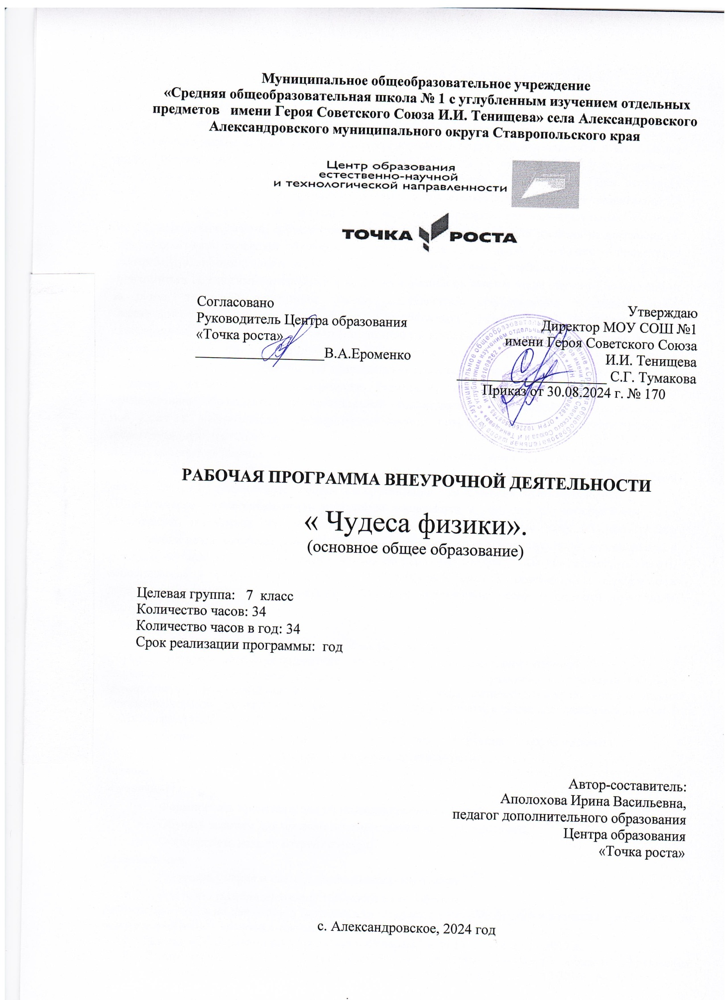 Муниципальное общеобразовательное учреждение
«Средняя общеобразовательная школа № 1 с углубленным изучением отдельных
предметов имени Героя Советского Союза И.И. Тенищева» села Александровского
Александровского муниципального округа Ставропольского края
Центр образования
естественно-научной
и технологической направленности
ТОЧКА РОСТА
Согласовано
Руководитель Центра образования
«Точка роста»
__________________В.А.Ероменко
Утверждаю
Директор МОУ СОШ №1
имени Героя Советского Союза
И.И. Тенищева
_____________________ С.Г. Тумакова
Приказ от 30.08.2024 г. № 170
РАБОЧАЯ ПРОГРАММА ВНЕУРОЧНОЙ ДЕЯТЕЛЬНОСТИ
« Чудеса физики».
(основное общее образование)
Целевая группа: 7 класс
Количество часов: 34
Количество часов в год: 34
Срок реализации программы: год
Автор-составитель:
Аполохова Ирина Васильевна,
педагог дополнительного образования
Центра образования
«Точка роста»
с. Александровское, 2024 год